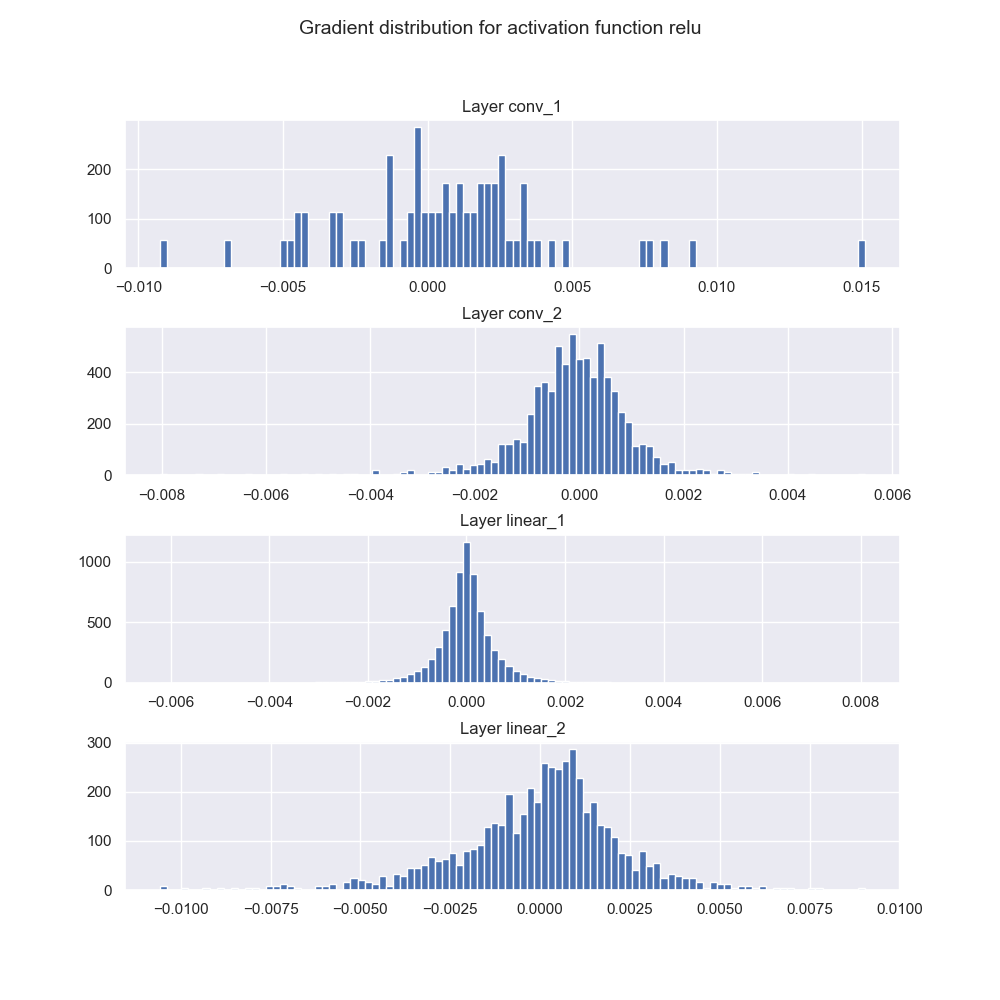 Gradient distribution for activation function relu
Layer conv_1
200
100
0
−0.010 −0.005 0.000 0.005 0.010 0.015
Layer conv_2
400
200
0
−0.008 −0.006 −0.004 −0.002 0.000 0.002 0.004 0.006
Layer linear_1
1000
500
0
−0.006 −0.004 −0.002 0.000 0.002 0.004 0.006 0.008
Layer linear_2
300
200
100
0
−0.0100 −0.0075 −0.0050 −0.0025 0.0000 0.0025 0.0050 0.0075 0.0100